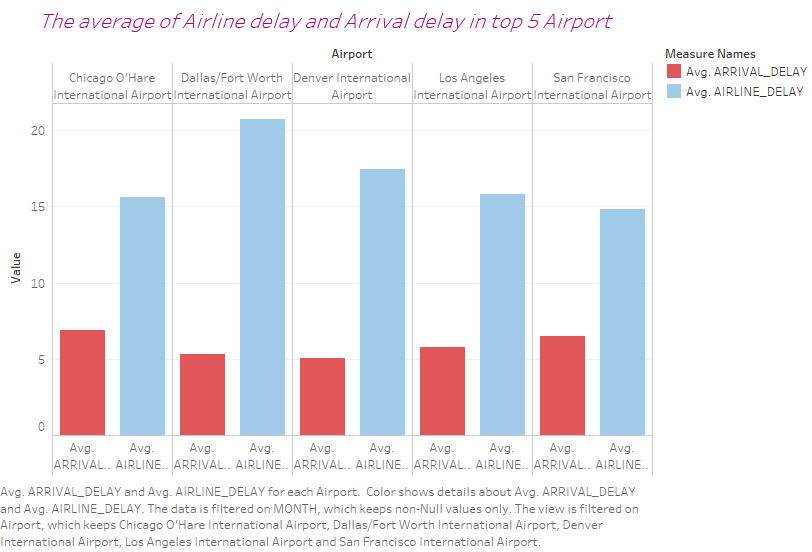 The average of Airline delay and Arrival delay in top 5 Airport
Airport
Chicago O'Hare
International Airport
Dallas/Fort Worth
International Airport
Denver International
Airport
Los Angeles
International Airport
San Francisco
International Airport
Measure Names
Avg. ARRIVAL_DELAY
Avg. AIRLINE_DELAY
Value
20
15
10
5
0
Avg.
ARRIVAL..
Avg.
AIRLINE..
Avg.
ARRIVAL..
Avg.
AIRLINE..
Avg.
ARRIVAL..
Avg.
AIRLINE..
Avg.
ARRIVAL..
Avg.
AIRLINE..
Avg.
ARRIVAL..
Avg.
AIRLINE..
Avg. ARRIVAL_DELAY and Avg. AIRLINE_DELAY for each Airport.  Color shows details about Avg. ARRIVAL_DELAY
and Avg. AIRLINE_DELAY. The data is filtered on MONTH, which keeps non-Null values only. The view is filtered on
Airport, which keeps Chicago O'Hare International Airport, Dallas/Fort Worth International Airport, Denver
International Airport, Los Angeles International Airport and San Francisco International Airport.